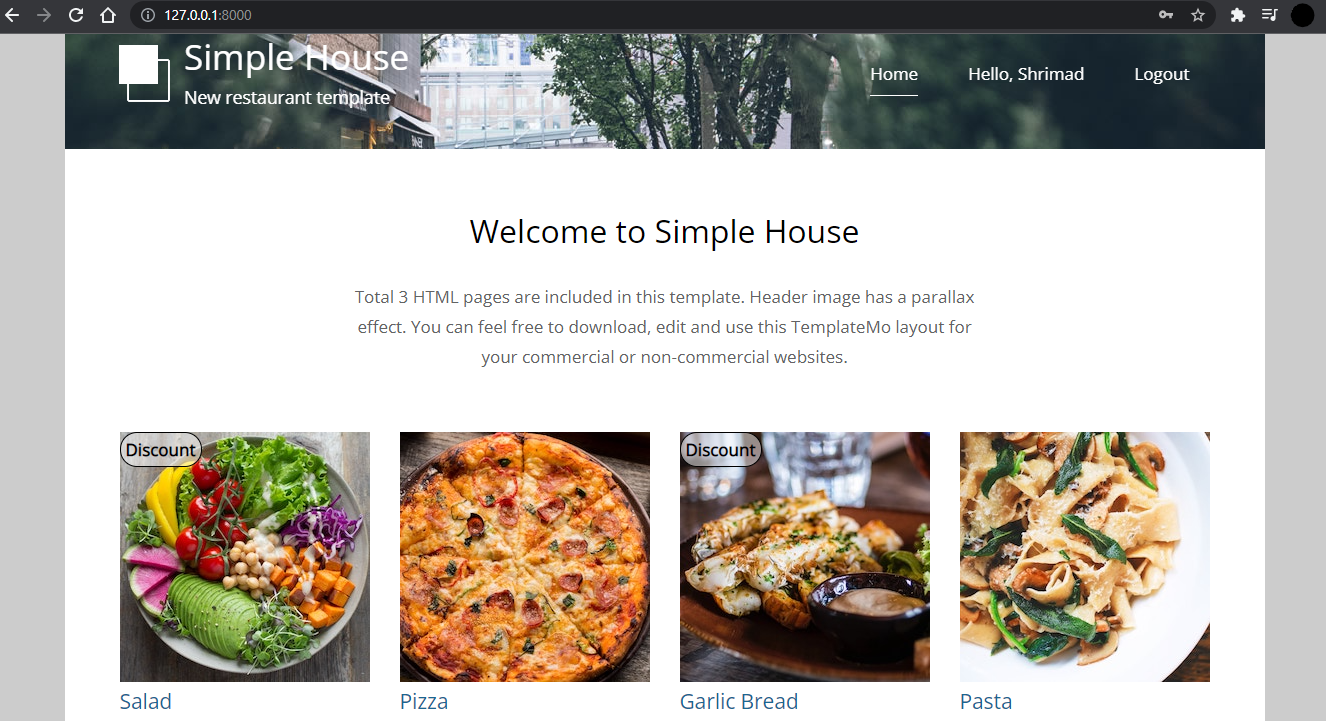 127.0.0.1:8000
Simple House
New restaurant template
Home
Hello, Shrimad
Logout
Welcome to Simple House
Total 3 HTML pages are included in this template. Header image has a parallax
effect. You can feel free to download, edit and use this TemplateMo layout for
your commercial or non-commercial websites.
Discount
Discount
Salad
Pizza
Garlic Bread
Pasta